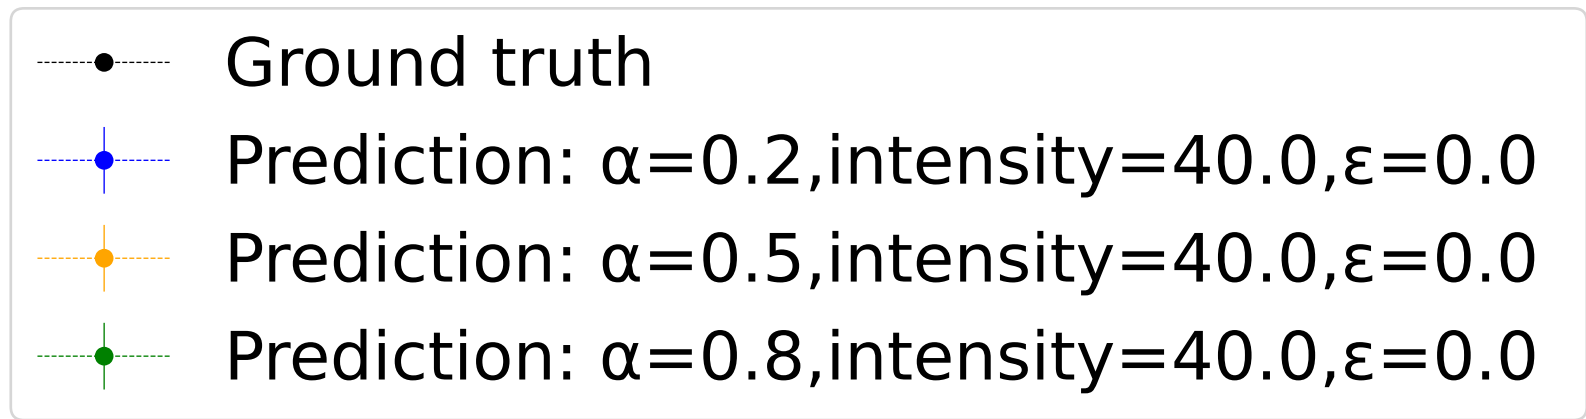 Ground truth
Prediction: α=0.2,intensity=40.0,ε=0.0
Prediction: α=0.5,intensity=40.0,ε=0.0
Prediction: α=0.8,intensity=40.0,ε=0.0